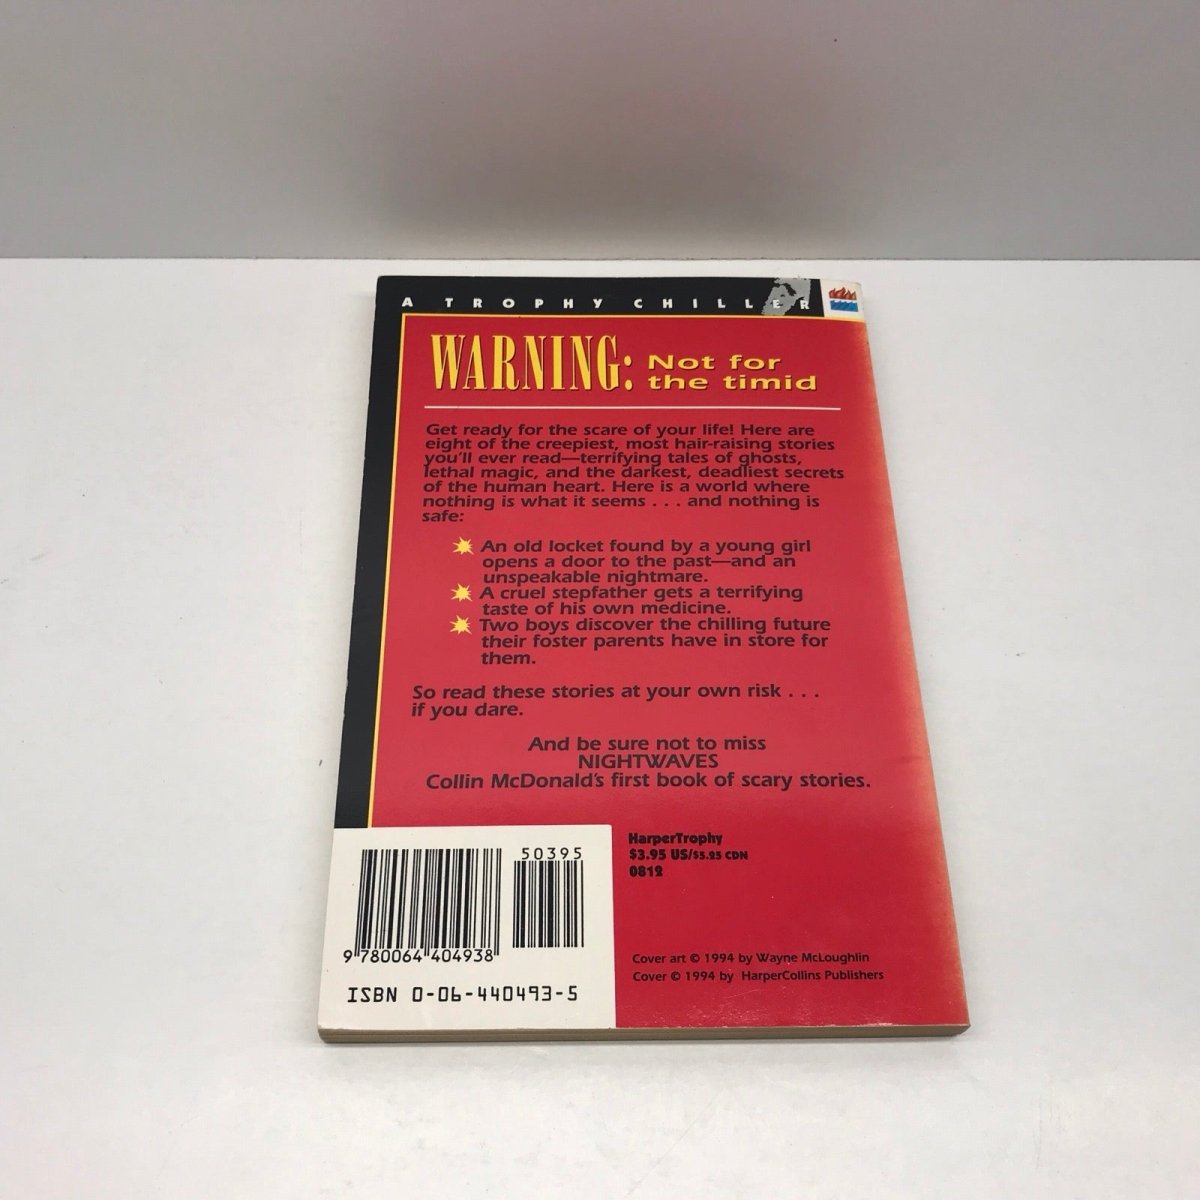 A TROPHY CHILLER
WARNING: Not for
the timid
Get ready for the scare of your life! Here are
eight of the creepiest, most hair-raising stories
you'll ever read—terrifying tales of ghosts,
lethal magic, and the darkest, deadliest secrets
of the human heart. Here is a world where
nothing is what it seems . . . and nothing is
safe:
An old locket found by a young girl
opens a door to the past—and an
unspeakable nightmare.
A cruel stepfather gets a terrifying
taste of his own medicine.
Two boys discover the chilling future
their foster parents have in store for
them.
So read these stories at your own risk . . .
if you dare.
And be sure not to miss
NIGHTWAVES
Collin McDonald's first book of scary stories.
HarperTrophy
$3.95 US/$5.25 CDN
0812
50395
9 780064 404938
ISBN 0-06-440493-5
Cover art © 1994 by Wayne McLoughlin
Cover © 1994 by HarperCollins Publishers